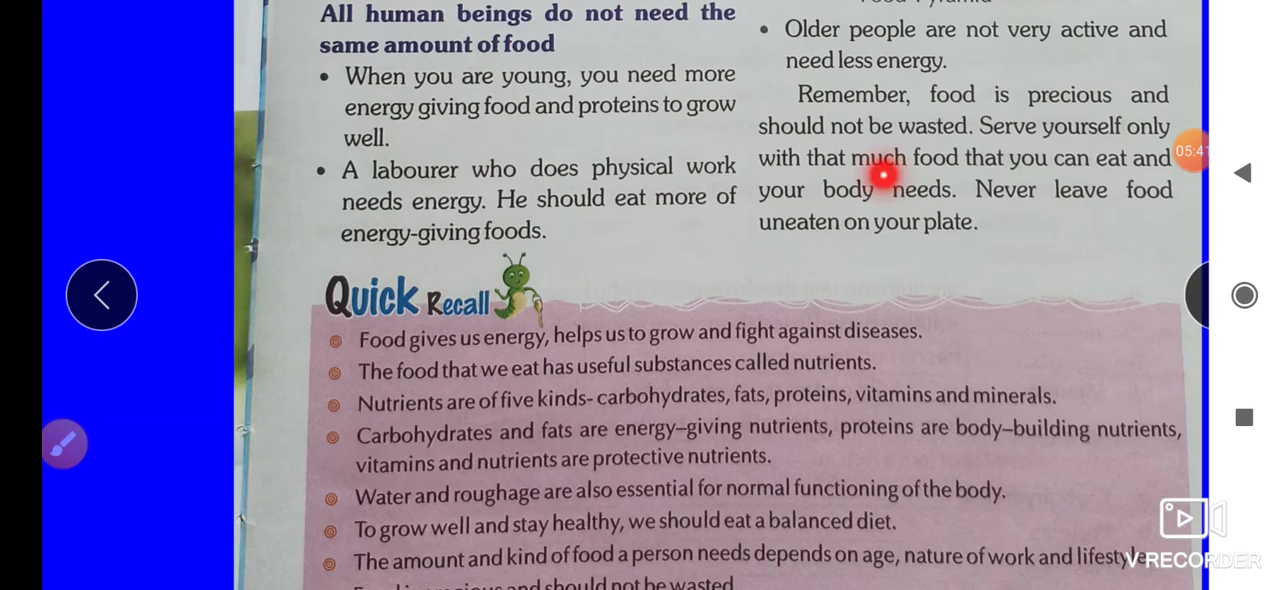 All human beings do not need the
same amount of food
• When you are young, you need more
energy giving food and proteins to grow
well.
• A labourer who does physical work
needs energy. He should eat more of
energy-giving foods.
• Older people are not very active and
need less energy.
Remember, food is precious and
should not be wasted. Serve yourself only
with that much food that you can eat and
your body needs. Never leave food
uneaten on your plate.
05:41
Quick Recall
Food gives us energy, helps us to grow and fight against diseases.
The food that we eat has useful substances called nutrients.
Nutrients are of five kinds- carbohydrates, fats, proteins, vitamins and minerals.
Carbohydrates and fats are energy–giving nutrients, proteins are body–building nutrients,
vitamins and nutrients are protective nutrients.
Water and roughage are also essential for normal functioning of the body.
To grow well and stay healthy, we should eat a balanced diet.
The amount and kind of food a person needs depends on age, nature of work and lifestyle
and should not be wasted
V-RECORDER